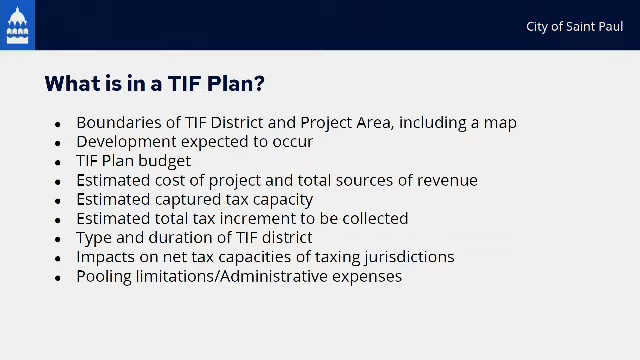 City of Saint Paul
What is in a TIF Plan?
● Boundaries of TIF District and Project Area, including a map
● Development expected to occur
● TIF Plan budget
● Estimated cost of project and total sources of revenue
● Estimated captured tax capacity
● Estimated total tax increment to be collected
● Type and duration of TIF district
● Impacts on net tax capacities of taxing jurisdictions
● Pooling limitations/Administrative expenses